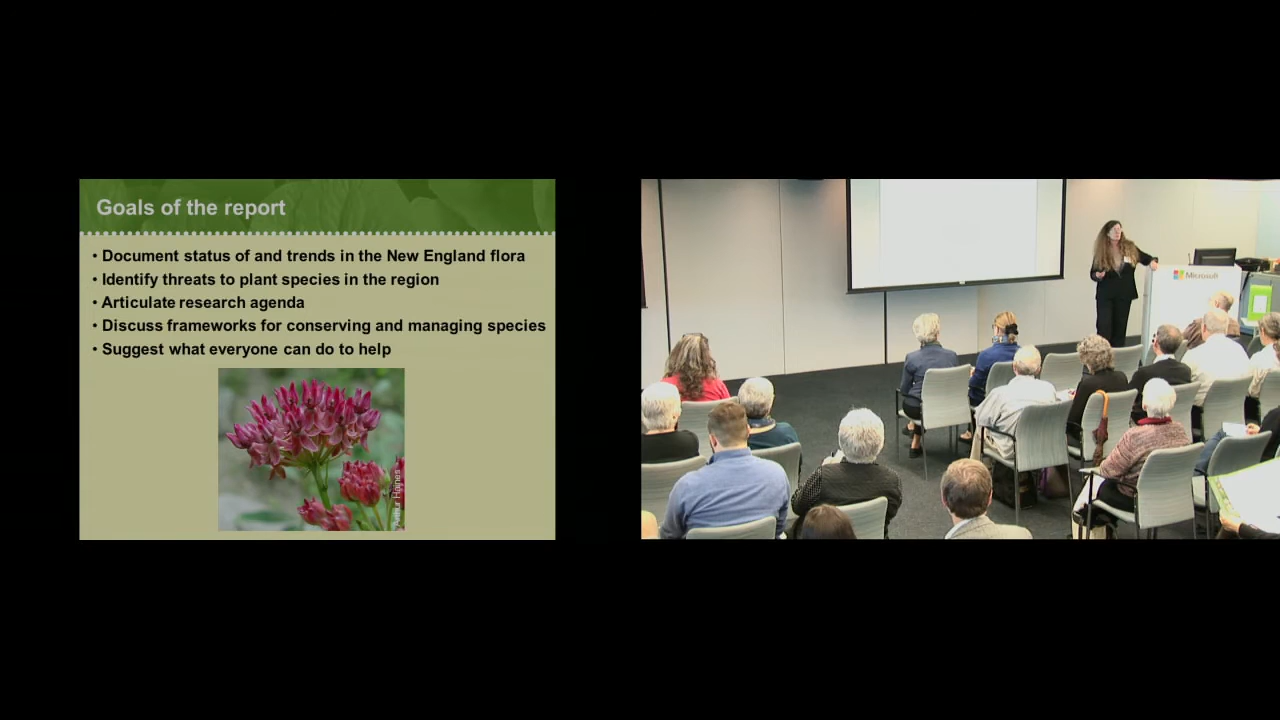 Goals of the report
• Document status of and trends in the New England flora
• Identify threats to plant species in the region
• Articulate research agenda
• Discuss frameworks for conserving and managing species
• Suggest what everyone can do to help
Arthur Haines
Microsoft